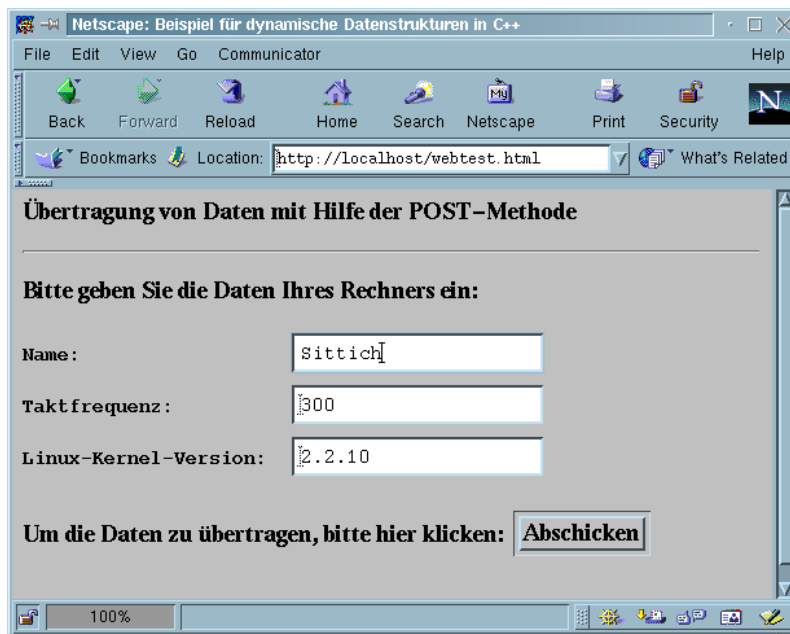 Netscape: Beispiel für dynamische Datenstrukturen in C++
File Edit View Go Communicator Help
Back Forward Reload Home Search Netscape Print Security
My N
Bookmarks Location: http://localhost/webtest.html What's Related
Übertragung von Daten mit Hilfe der POST-Methode
Bitte geben Sie die Daten Ihres Rechners ein:
Name: Sittich
Taktfrequenz: 300
Linux-Kernel-Version: 2.2.10
Um die Daten zu übertragen, bitte hier klicken: Abschicken
100%